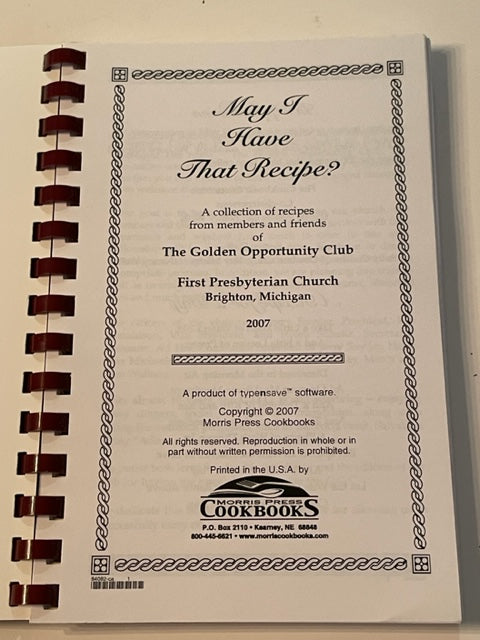 May I
Have
That Recipe?
A collection of recipes
from members and friends
of
The Golden Opportunity Club
First Presbyterian Church
Brighton, Michigan
2007
A product of typensave™ software.
Copyright © 2007
Morris Press Cookbooks
All rights reserved. Reproduction in whole or in
part without written permission is prohibited.
Printed in the U.S.A. by
MORRIS PRESS
COOKBOOKS
P.O. Box 2110 • Kearney, NE 68848
800-445-6621 • www.morriscookbooks.com